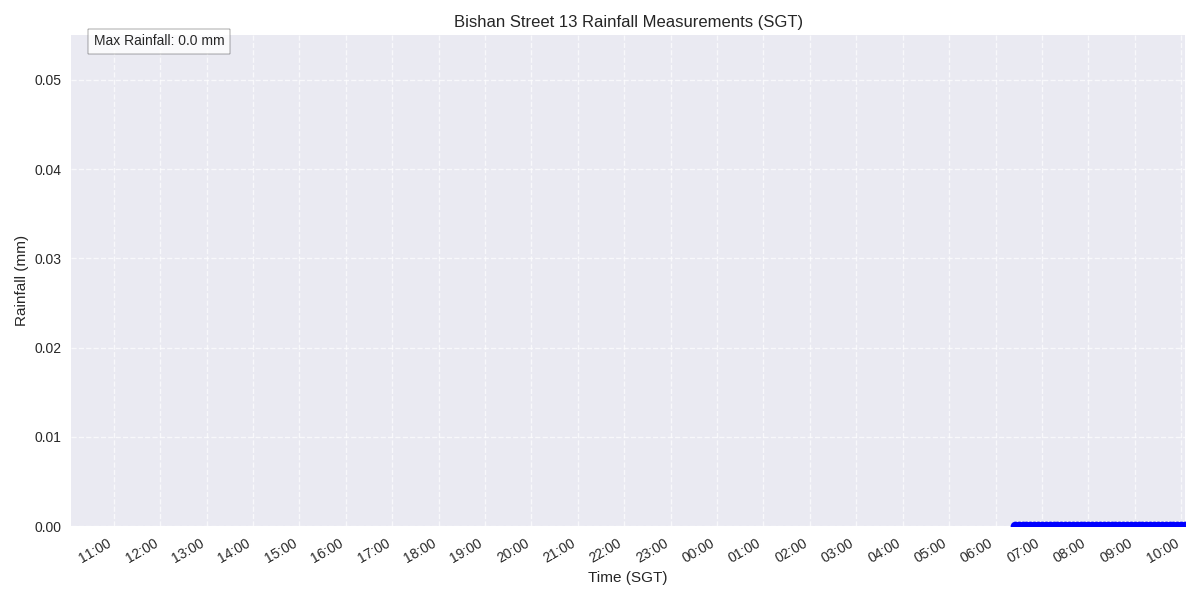 Bishan Street 13 Rainfall Measurements (SGT)
Max Rainfall: 0.0 mm
0.05
0.04
0.03
0.02
0.01
0.00
Rainfall (mm)
11:00 12:00 13:00 14:00 15:00 16:00 17:00 18:00 19:00 20:00 21:00 22:00 23:00 00:00 01:00 02:00 03:00 04:00 05:00 06:00 07:00 08:00 09:00 10:00
Time (SGT)